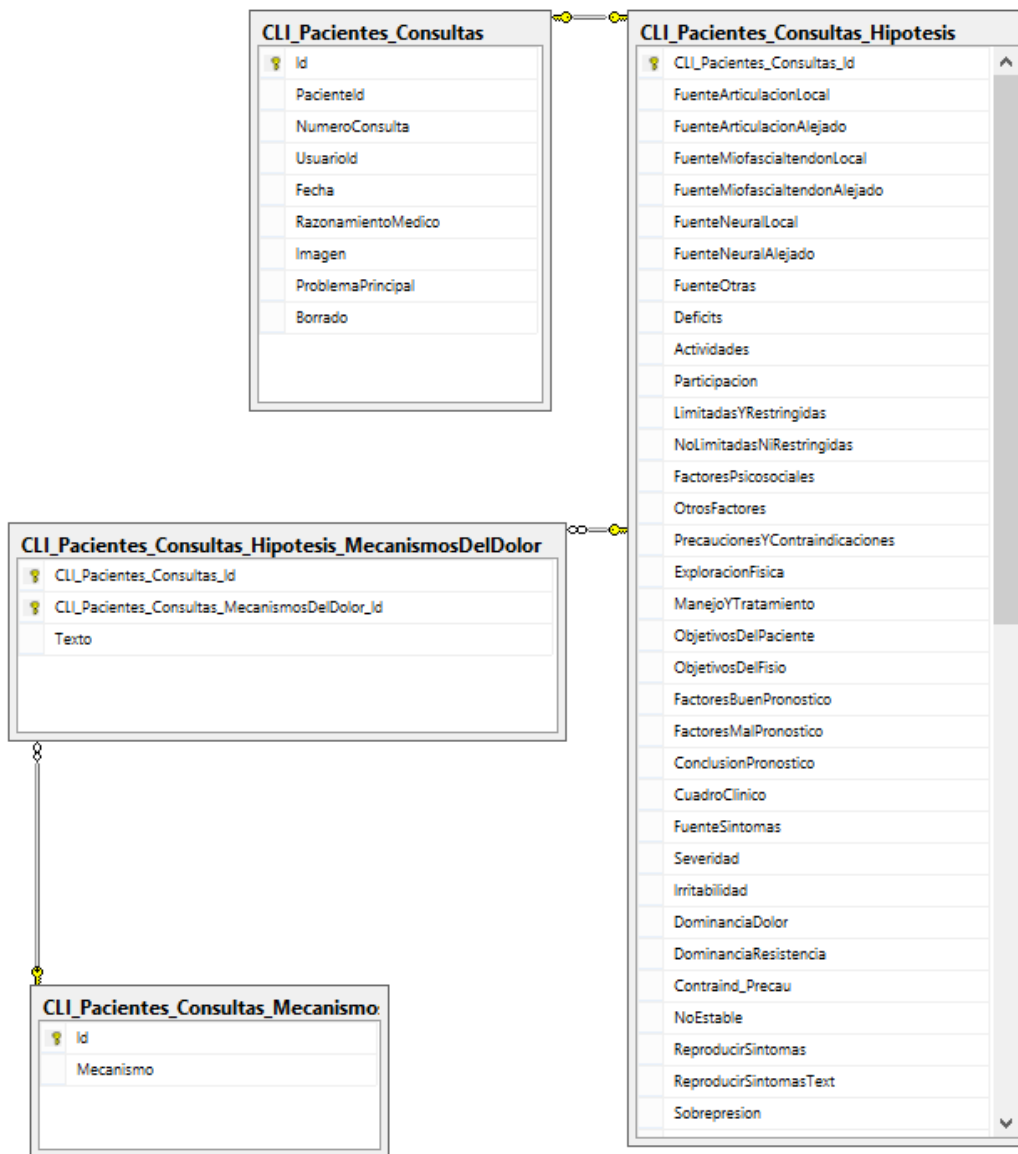 CLI_Pacientes_Consultas
Id
PacienteId
NumeroConsulta
UsuarioId
Fecha
RazonamientoMedico
Imagen
ProblemaPrincipal
Borrado
CLI_Pacientes_Consultas_Hipotesis
CLI_Pacientes_Consultas_Id
FuenteArticulacionLocal
FuenteArticulacionAlejado
FuenteMiofascialtendonLocal
FuenteMiofascialtendonAlejado
FuenteNeuralLocal
FuenteNeuralAlejado
FuenteOtras
Deficits
Actividades
Participacion
LimitadasYRestringidas
NoLimitadasNiRestringidas
FactoresPsicosociales
OtrosFactores
PrecaucionesYContraindicaciones
ExploracionFisica
ManejoYTratamiento
ObjetivosDelPaciente
ObjetivosDelFisio
FactoresBuenPronostico
FactoresMalPronostico
ConclusionPronostico
CuadroClinico
FuenteSintomas
Severidad
Irritabilidad
DominanciaDolor
DominanciaResistencia
Contraind_Precau
NoEstable
ReproducirSintomas
ReproducirSintomasText
Sobrepresion
CLI_Pacientes_Consultas_Hipotesis_MecanismosDelDolor
CLI_Pacientes_Consultas_Id
CLI_Pacientes_Consultas_MecanismosDelDolor_Id
Texto
CLI_Pacientes_Consultas_Mecanismos
Id
Mecanismo